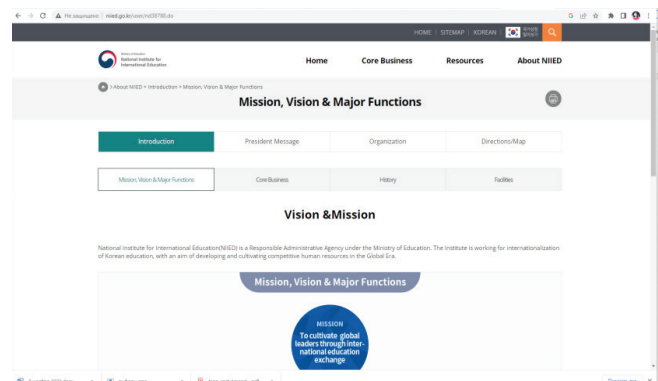 Не защищено | niied.go.kr/user/nd38788.do
HOME | SITEMAP | KOREAN |
Ministry of Education
National Institute for
International Education
Home
Core Business
Resources
About NIIED
> About NIIED > Introduction > Mission, Vision & Major Functions
Mission, Vision & Major Functions
Introduction
President Message
Organization
Directions/Map
Mission, Vision & Major Functions
Core Business
History
Facilities
Vision &Mission
National Institute for International Education(NIIED) is a Responsible Administrative Agency under the Ministry of Education. The Institute is working for internationalization
of Korean education, with an aim of developing and cultivating competitive human resources in the Global Era.
Mission, Vision & Major Functions
MISSION
To cultivate global
leaders through inter-
national education
exchange